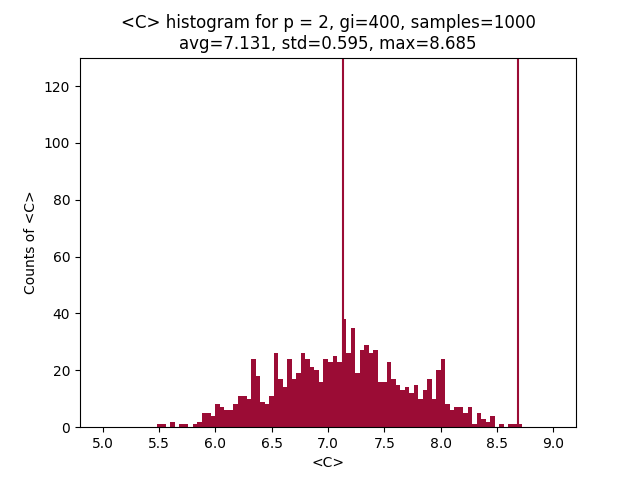 <C> histogram for p = 2, gi=400, samples=1000
avg=7.131, std=0.595, max=8.685
120
100
80
60
40
20
0
Counts of <C>
5.0 5.5 6.0 6.5 7.0 7.5 8.0 8.5 9.0
<C>